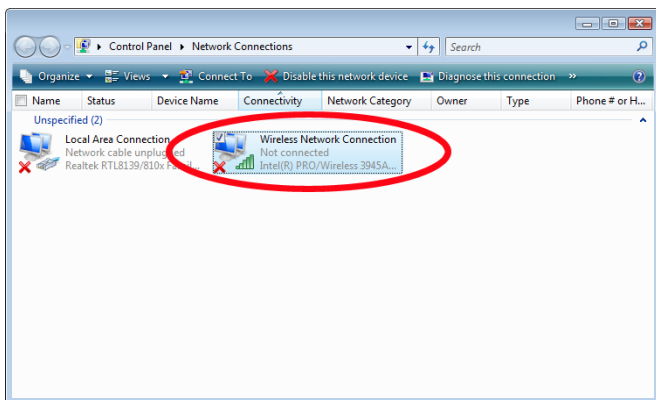 Control Panel ▸ Network Connections
Search
Organize Views Connect To Disable this network device Diagnose this connection »
Name Status Device Name Connectivity Network Category Owner Type Phone # or H...
Unspecified (2)
Local Area Connection
Network cable unplugged
Realtek RTL8139/810x Famil...
Wireless Network Connection
Not connected
Intel(R) PRO/Wireless 3945A...